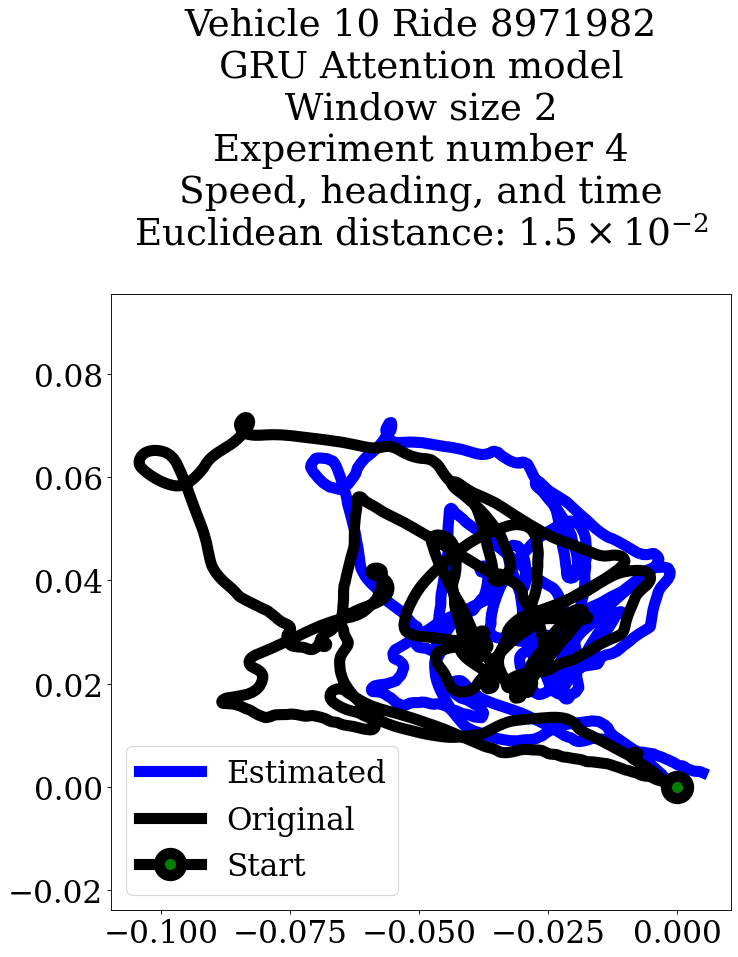 Vehicle 10 Ride 8971982
GRU Attention model
Window size 2
Experiment number 4
Speed, heading, and time
Euclidean distance: 1.5 × 10⁻²
0.08
0.06
0.04
0.02
0.00
−0.02
Estimated
Original
Start
−0.100 −0.075 −0.050 −0.025 0.000